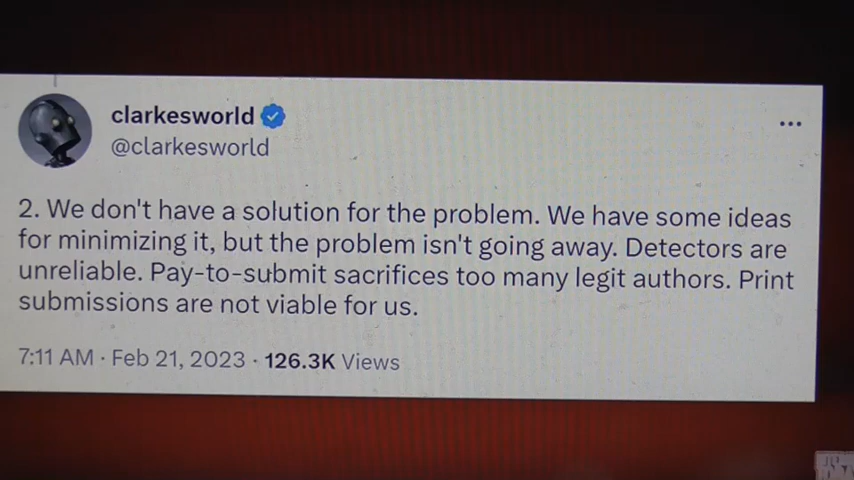 clarkesworld
@clarkesworld
2. We don't have a solution for the problem. We have some ideas
for minimizing it, but the problem isn't going away. Detectors are
unreliable. Pay-to-submit sacrifices too many legit authors. Print
submissions are not viable for us.
7:11 AM · Feb 21, 2023 · 126.3K Views